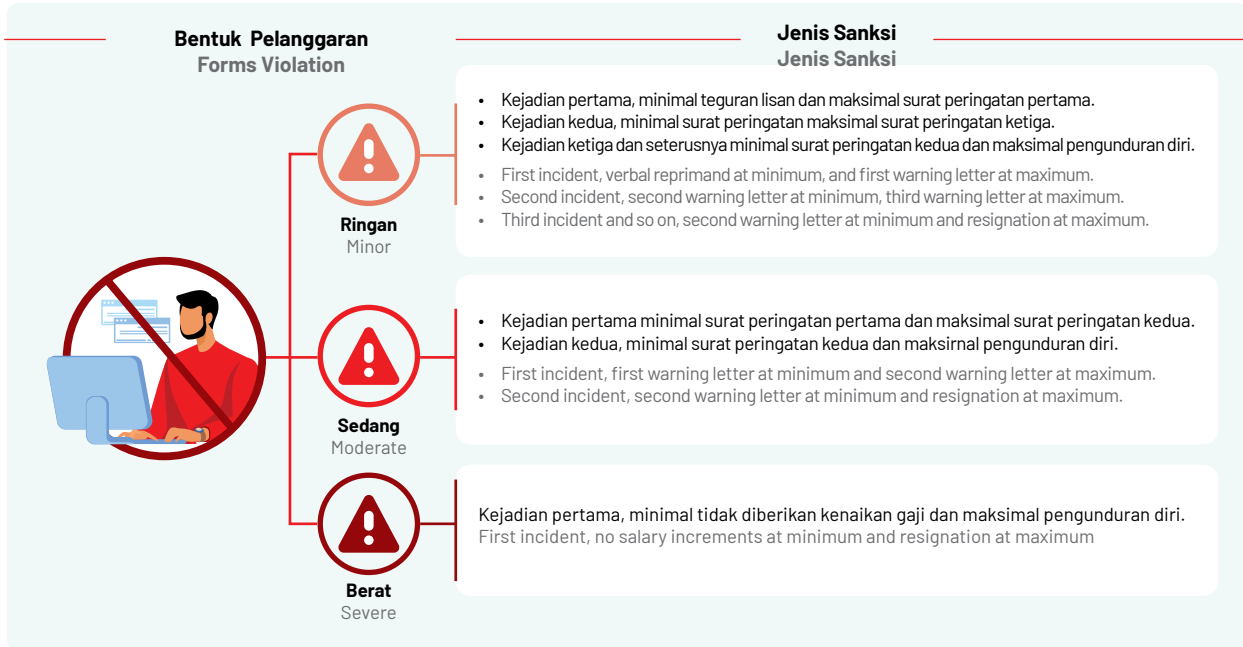 Bentuk Pelanggaran
Forms Violation
Jenis Sanksi
Jenis Sanksi
• Kejadian pertama, minimal teguran lisan dan maksimal surat peringatan pertama.
• Kejadian kedua, minimal surat peringatan maksimal surat peringatan ketiga.
• Kejadian ketiga dan seterusnya minimal surat peringatan kedua dan maksimal pengunduran diri.
• First incident, verbal reprimand at minimum, and first warning letter at maximum.
• Second incident, second warning letter at minimum, third warning letter at maximum.
• Third incident and so on, second warning letter at minimum and resignation at maximum.
Ringan
Minor
• Kejadian pertama minimal surat peringatan pertama dan maksimal surat peringatan kedua.
• Kejadian kedua, minimal surat peringatan kedua dan maksirnal pengunduran diri.
• First incident, first warning letter at minimum and second warning letter at maximum.
• Second incident, second warning letter at minimum and resignation at maximum.
Sedang
Moderate
Kejadian pertama, minimal tidak diberikan kenaikan gaji dan maksimal pengunduran diri.
First incident, no salary increments at minimum and resignation at maximum
Berat
Severe